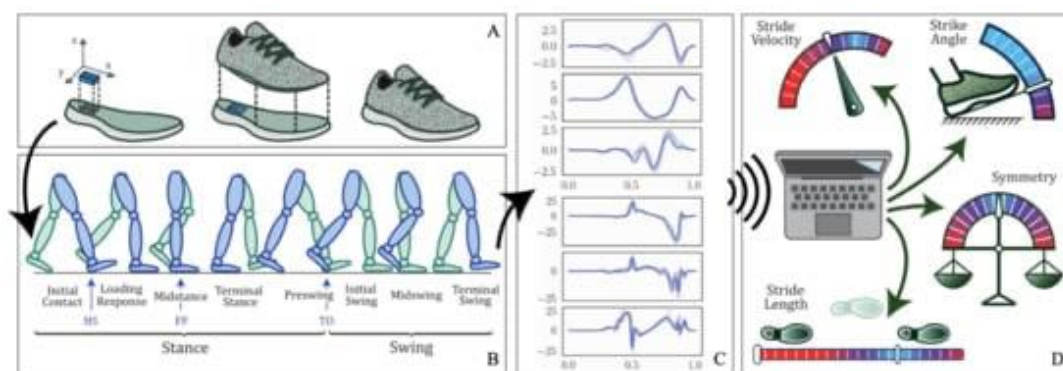 A
z
y
x
Initial
Contact
Loading
Response
Midstance
Terminal
Stance
Preswing
Initial
Swing
Midswing
Terminal
Swing
HS
FF
TO
Stance
Swing
B
2.5
0.0
−2.5
5
0
−5
2.5
0.0
−2.5
0.0
0.5
1.0
25
0
−25
25
0
−25
25
0
−25
0.0
0.5
1.0
C
Stride
Velocity
Strike
Angle
Symmetry
Stride
Length
D